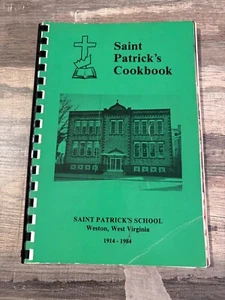 Saint
Patrick's
Cookbook
SAINT PATRICK'S SCHOOL
Weston, West Virginia
1914 - 1984